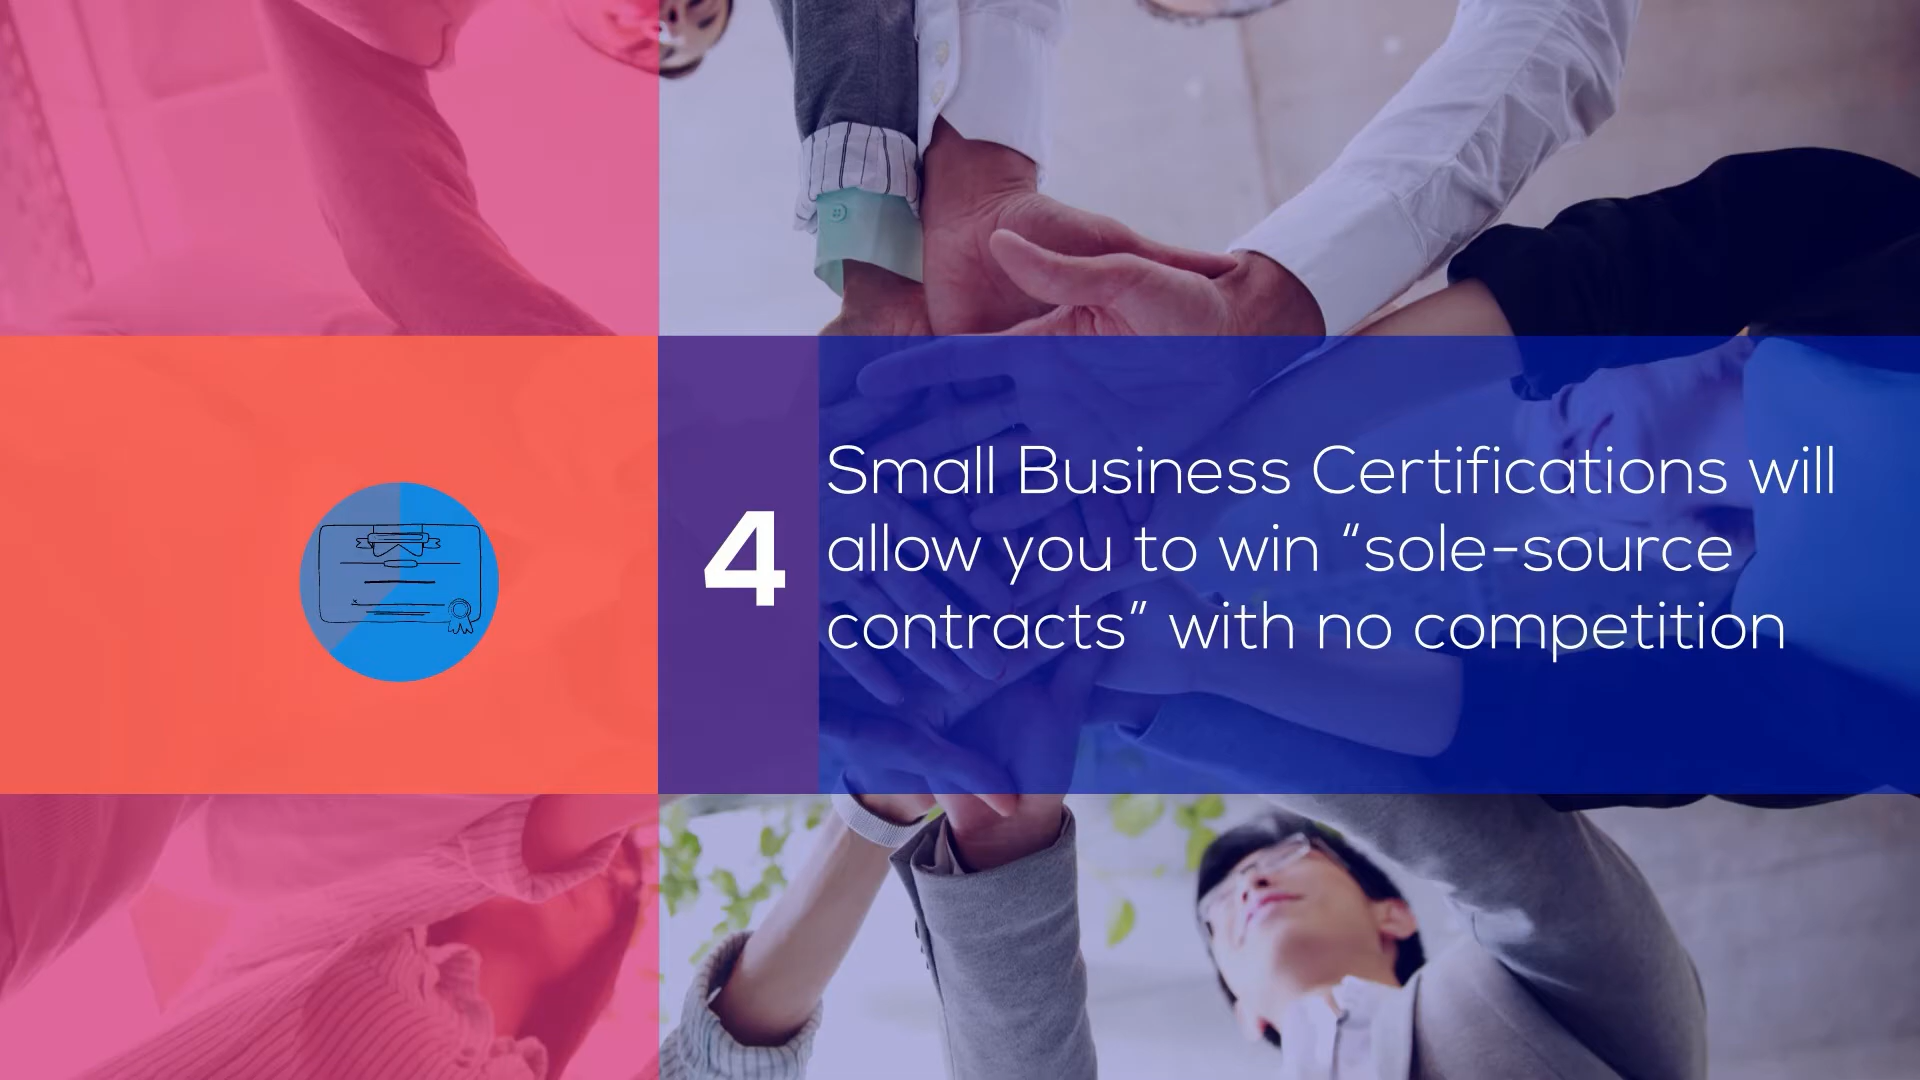 4
Small Business Certifications will
allow you to win “sole-source
contracts” with no competition